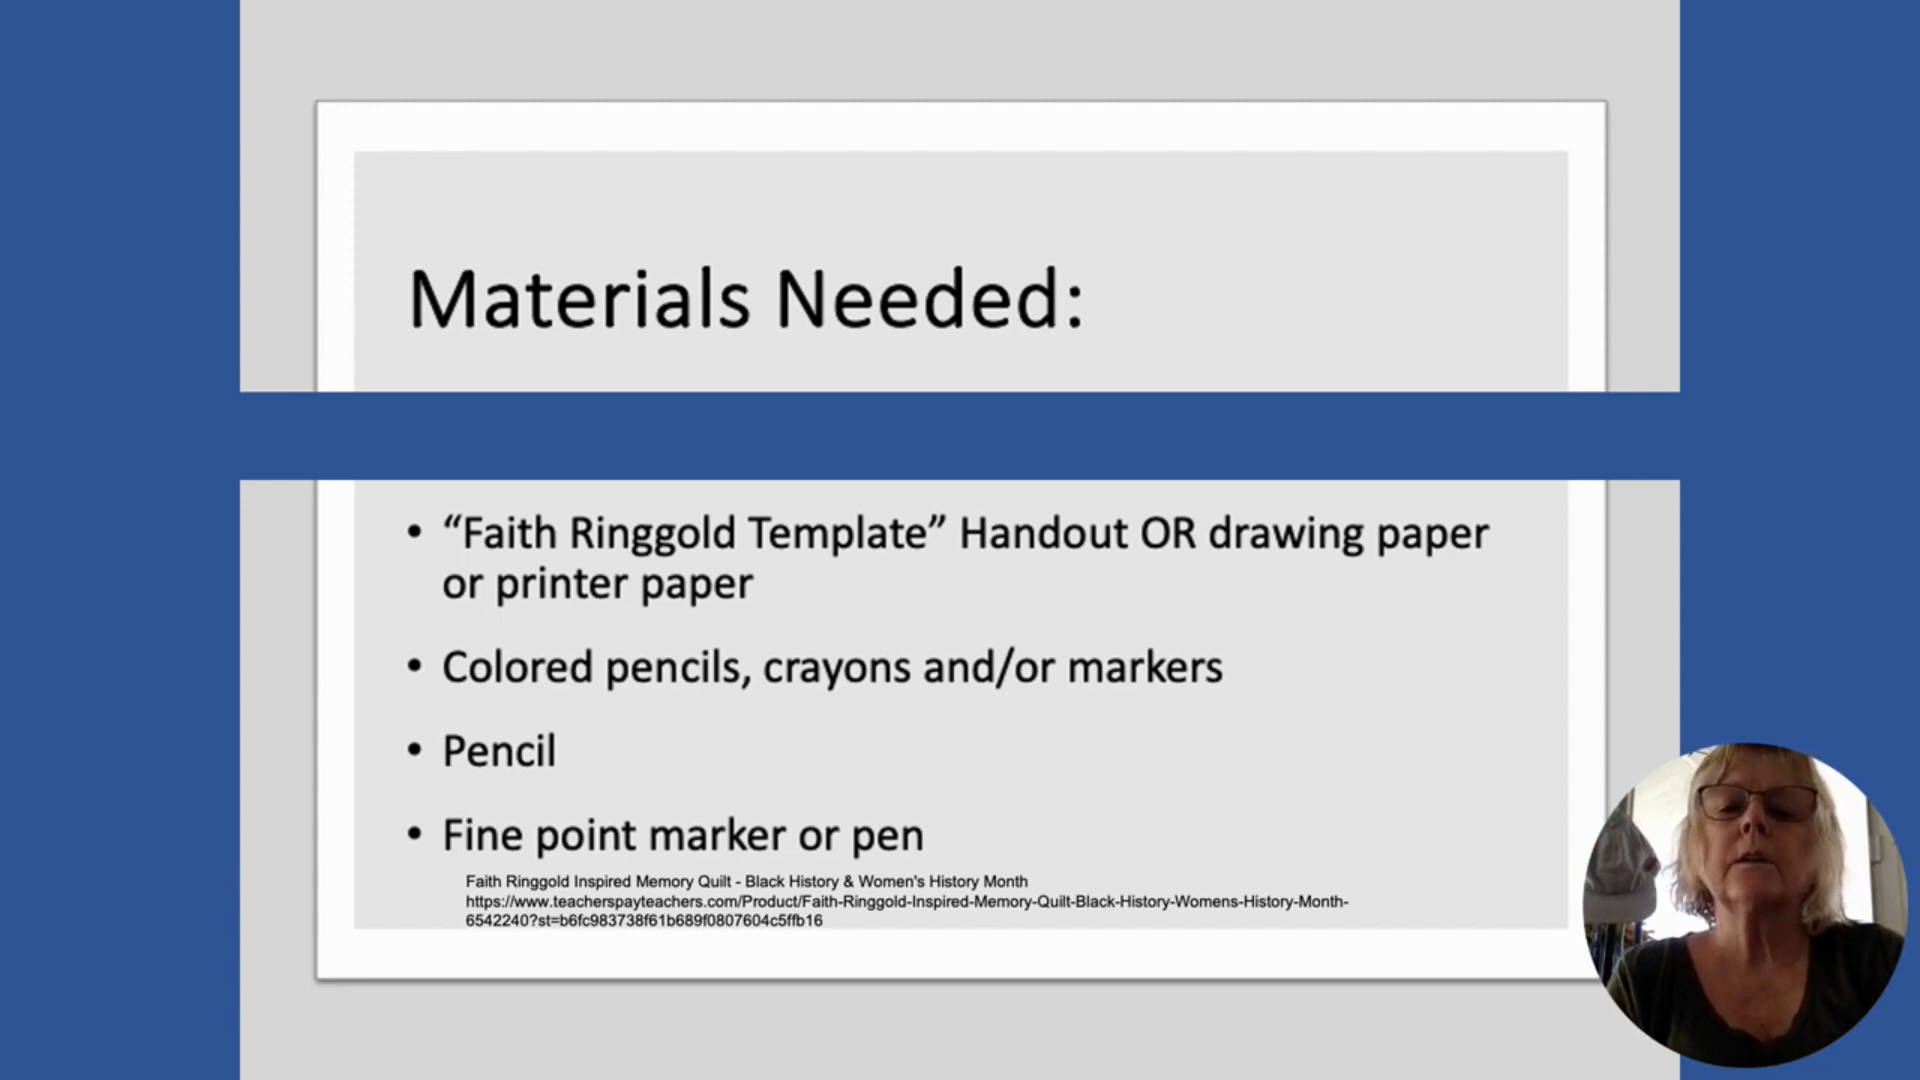 Materials Needed:
• “Faith Ringgold Template” Handout OR drawing paper
or printer paper
• Colored pencils, crayons and/or markers
• Pencil
• Fine point marker or pen
Faith Ringgold Inspired Memory Quilt - Black History & Women's History Month
https://www.teacherspayteachers.com/Product/Faith-Ringgold-Inspired-Memory-Quilt-Black-History-Womens-History-Month-
6542240?st=b6fc983738f61b689f0807604c5ffb16